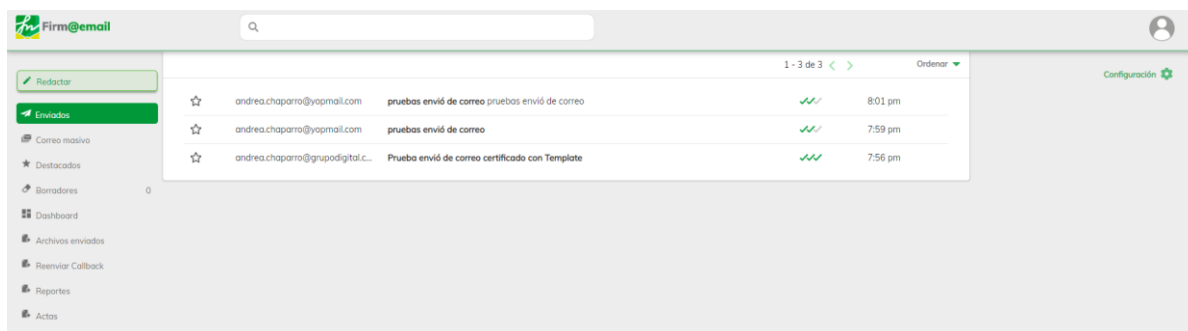 Firm@email
1 - 3 de 3
Ordenar
Configuración
Redactar
Enviados
Correo masivo
Destacados
Borradores 0
Dashboard
Archivos enviados
Reenviar Callback
Reportes
Actas
andrea.chaparro@yopmail.com pruebas envió de correo pruebas envió de correo 8:01 pm
andrea.chaparro@yopmail.com pruebas envió de correo 7:59 pm
andrea.chaparro@grupodigital.c... Prueba envió de correo certificado con Template 7:56 pm